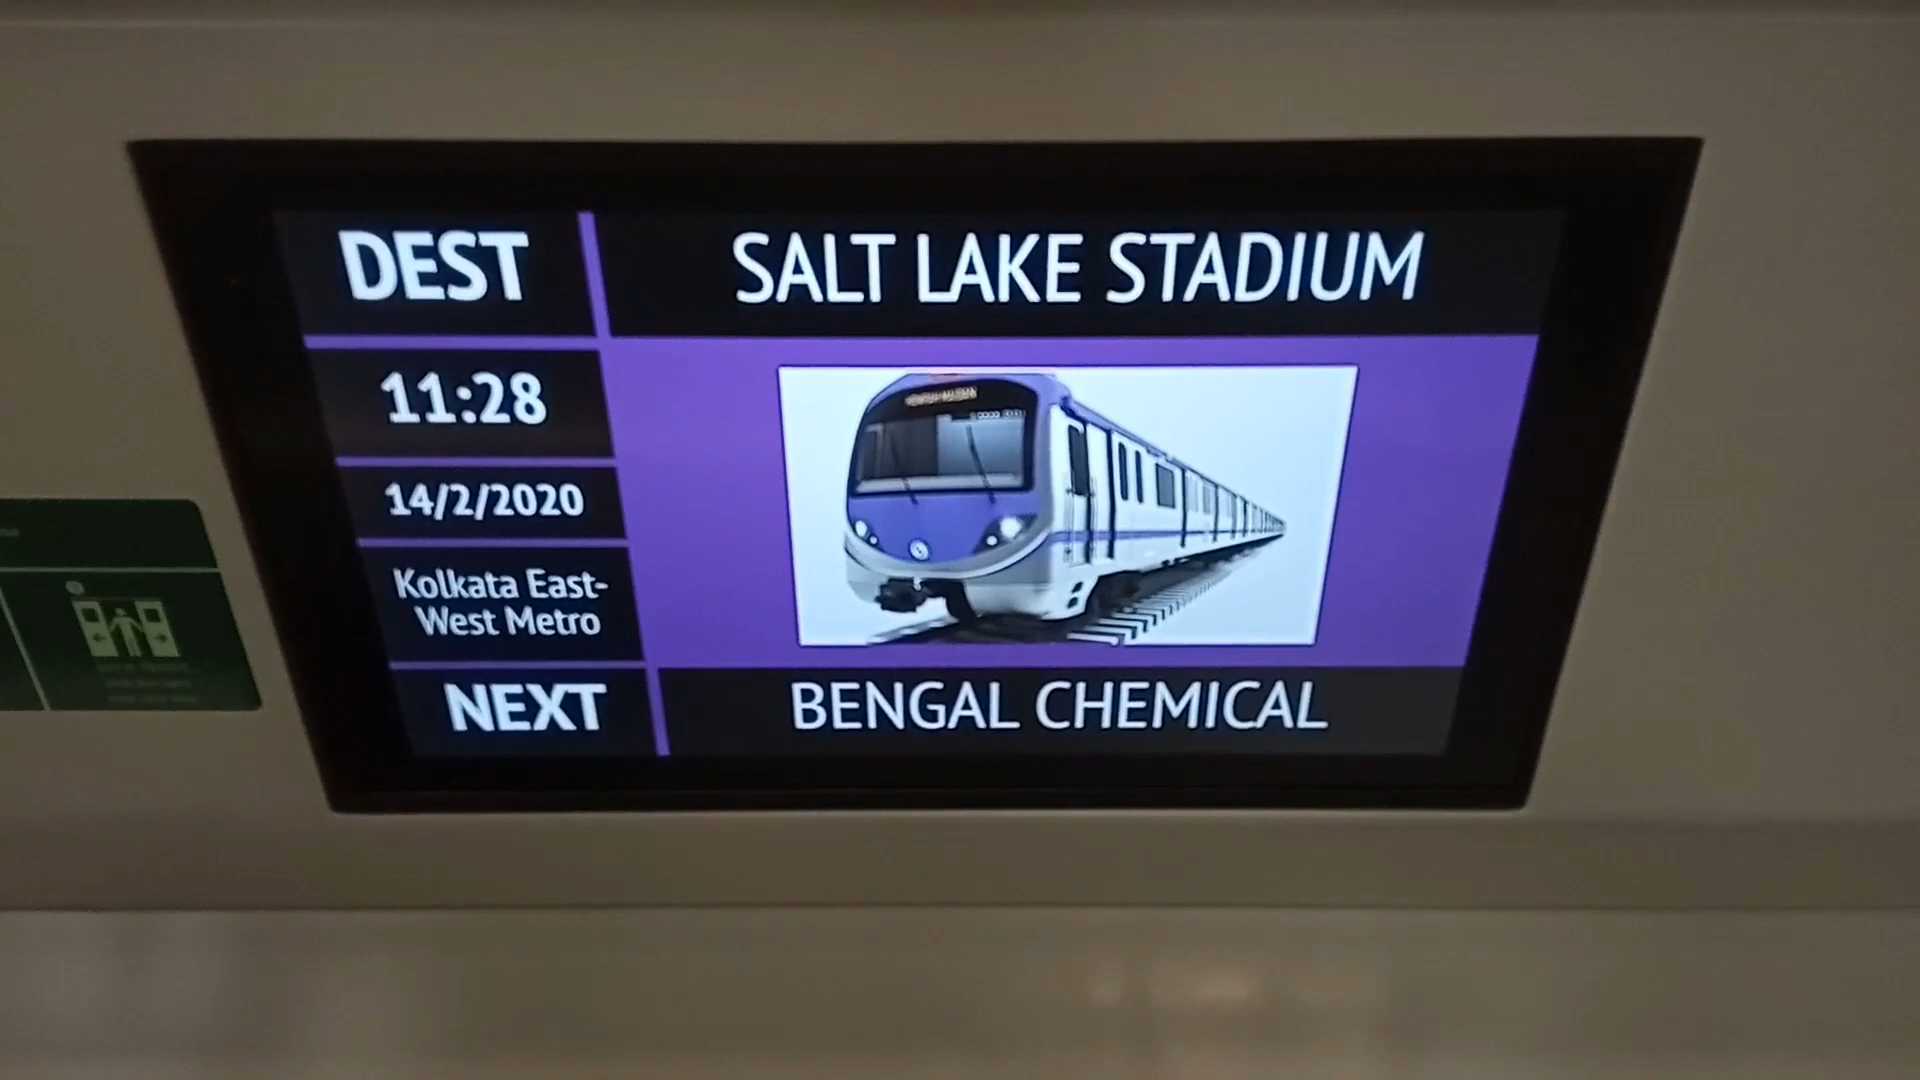 DEST
SALT LAKE STADIUM
11:28
14/2/2020
Kolkata East-
West Metro
NEXT
BENGAL CHEMICAL